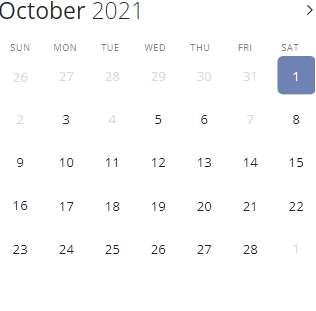 October 2021
SUN MON TUE WED THU FRI SAT
26 27 28 29 30 31 1
2 3 4 5 6 7 8
9 10 11 12 13 14 15
16 17 18 19 20 21 22
23 24 25 26 27 28 1